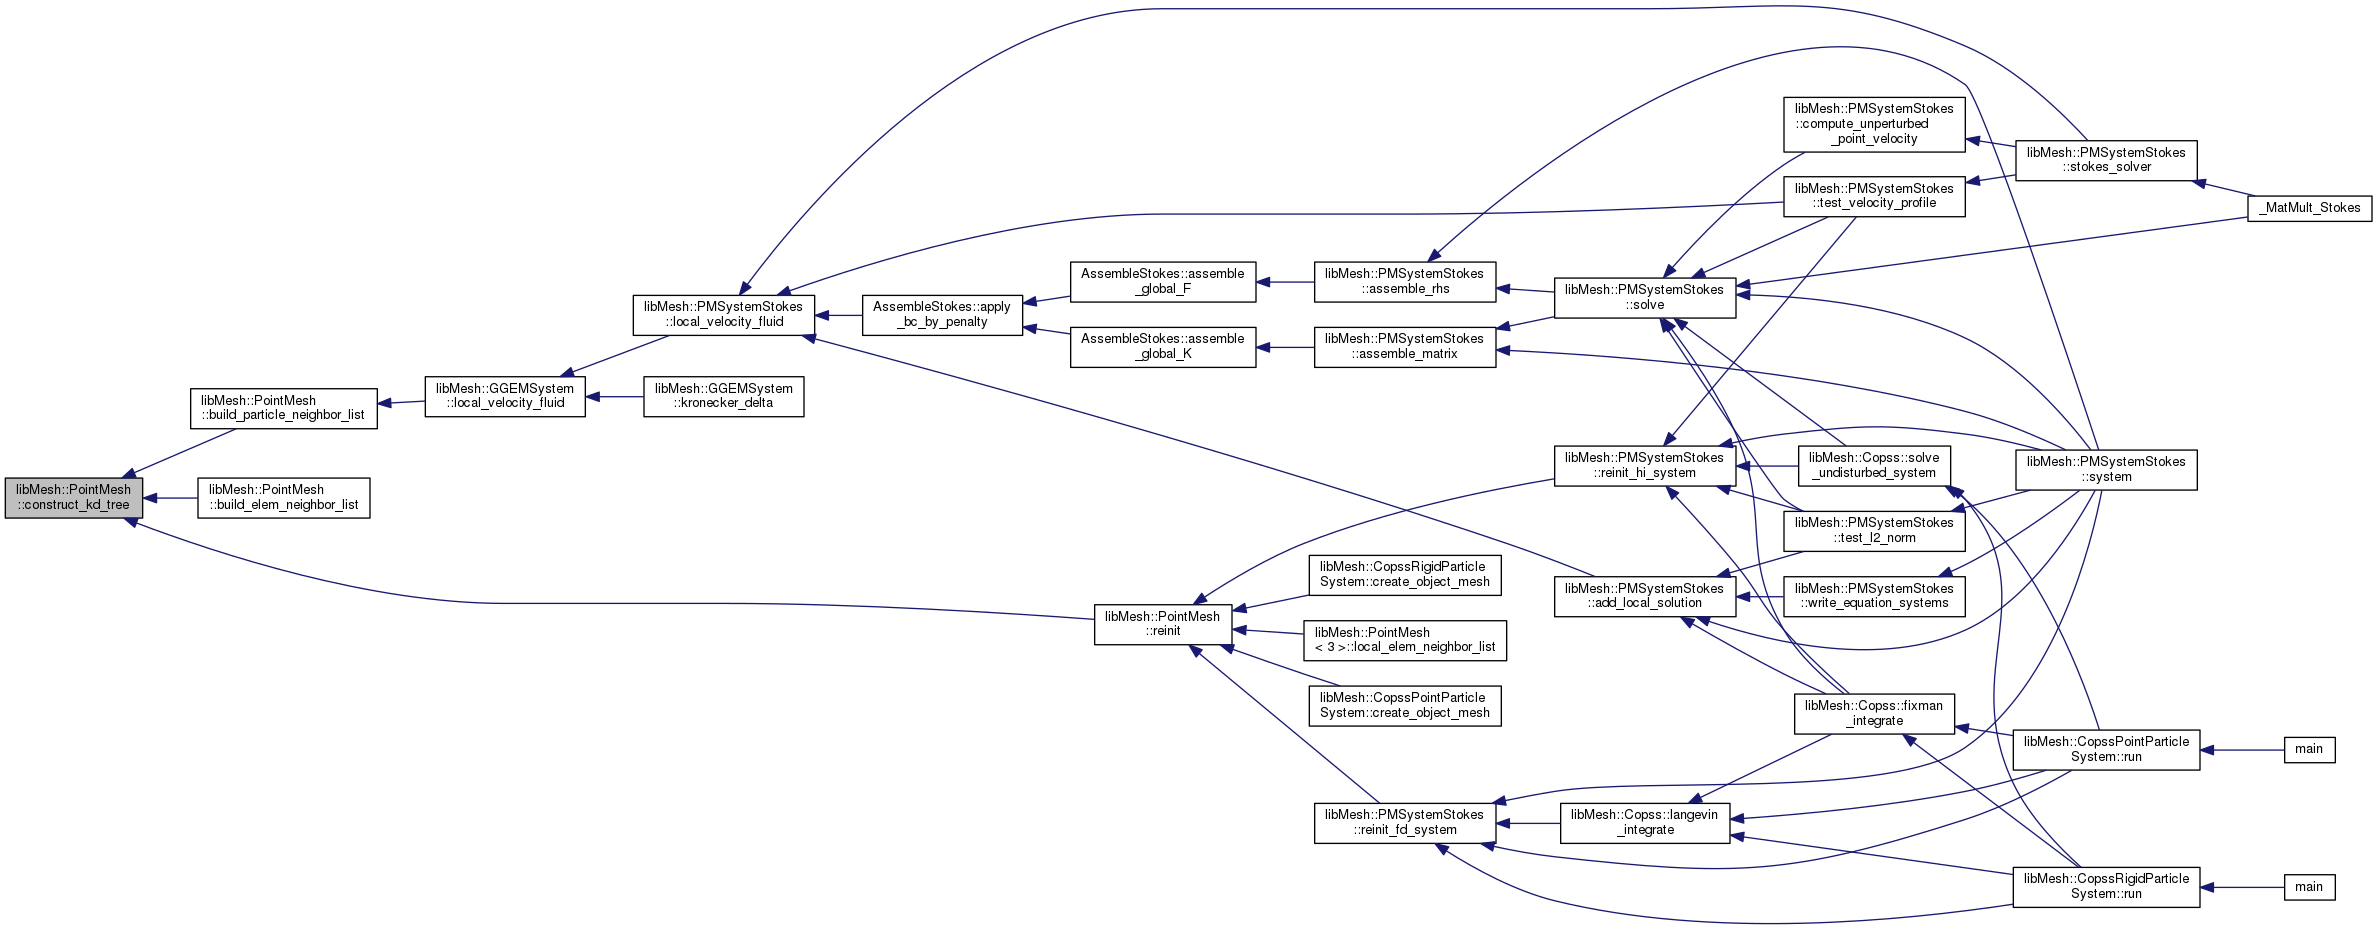 libMesh::PointMesh
::construct_kd_tree
libMesh::PointMesh
::build_particle_neighbor_list
libMesh::PointMesh
::build_elem_neighbor_list
libMesh::GGEMSystem
::local_velocity_fluid
libMesh::PMSystemStokes
::local_velocity_fluid
libMesh::GGEMSystem
::kronecker_delta
AssembleStokes::apply
_bc_by_penalty
AssembleStokes::assemble
_global_F
AssembleStokes::assemble
_global_K
libMesh::PointMesh
::reinit
libMesh::PMSystemStokes
::assemble_rhs
libMesh::PMSystemStokes
::assemble_matrix
libMesh::CopssRigidParticle
System::create_object_mesh
libMesh::PointMesh
< 3 >::local_elem_neighbor_list
libMesh::CopssPointParticle
System::create_object_mesh
libMesh::PMSystemStokes
::reinit_fd_system
libMesh::PMSystemStokes
::solve
libMesh::PMSystemStokes
::reinit_hi_system
libMesh::PMSystemStokes
::add_local_solution
libMesh::Copss::langevin
_integrate
libMesh::PMSystemStokes
::compute_unperturbed
_point_velocity
libMesh::PMSystemStokes
::test_velocity_profile
libMesh::Copss::solve
_undisturbed_system
libMesh::PMSystemStokes
::test_l2_norm
libMesh::PMSystemStokes
::write_equation_systems
libMesh::Copss::fixman
_integrate
libMesh::PMSystemStokes
::stokes_solver
libMesh::PMSystemStokes
::system
libMesh::CopssPointParticle
System::run
libMesh::CopssRigidParticle
System::run
_MatMult_Stokes
main
main